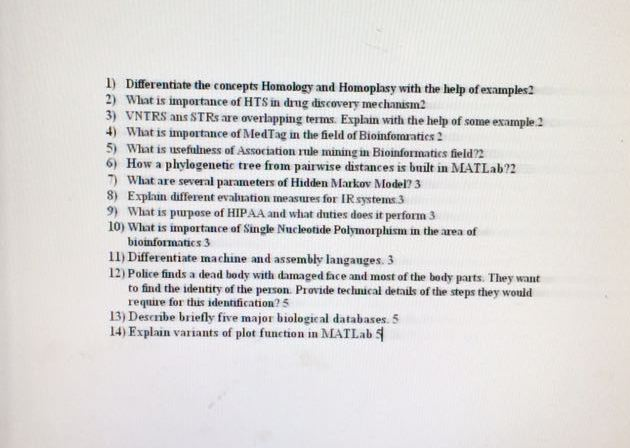 1) Differentiate the concepts Homology and Homoplasy with the help of examples2
2) What is importance of HTS in drug discovery mechanism2
3) VNTRS ans STRs are overlapping terms. Explain with the help of some example 2
4) What is importance of MedTag in the field of Bioinfomratics 2
5) What is usefulness of Association rule mining in Bioinformatics field?2
6) How a phylogenetic tree from pairwise distances is built in MATLab?2
7) What are several parameters of Hidden Markov Model? 3
8) Explain different evaluation measures for IR systems.3
9) What is purpose of HIPAA and what duties does it perform 3
10) What is importance of Single Nucleotide Polymorphism in the area of
bioinformatics 3
11) Differentiate machine and assembly langauges. 3
12) Police finds a dead body with damaged face and most of the body parts. They want
to find the identity of the person. Provide technical details of the steps they would
require for this identification? 5
13) Describe briefly five major biological databases. 5
14) Explain variants of plot function in MATLab 5